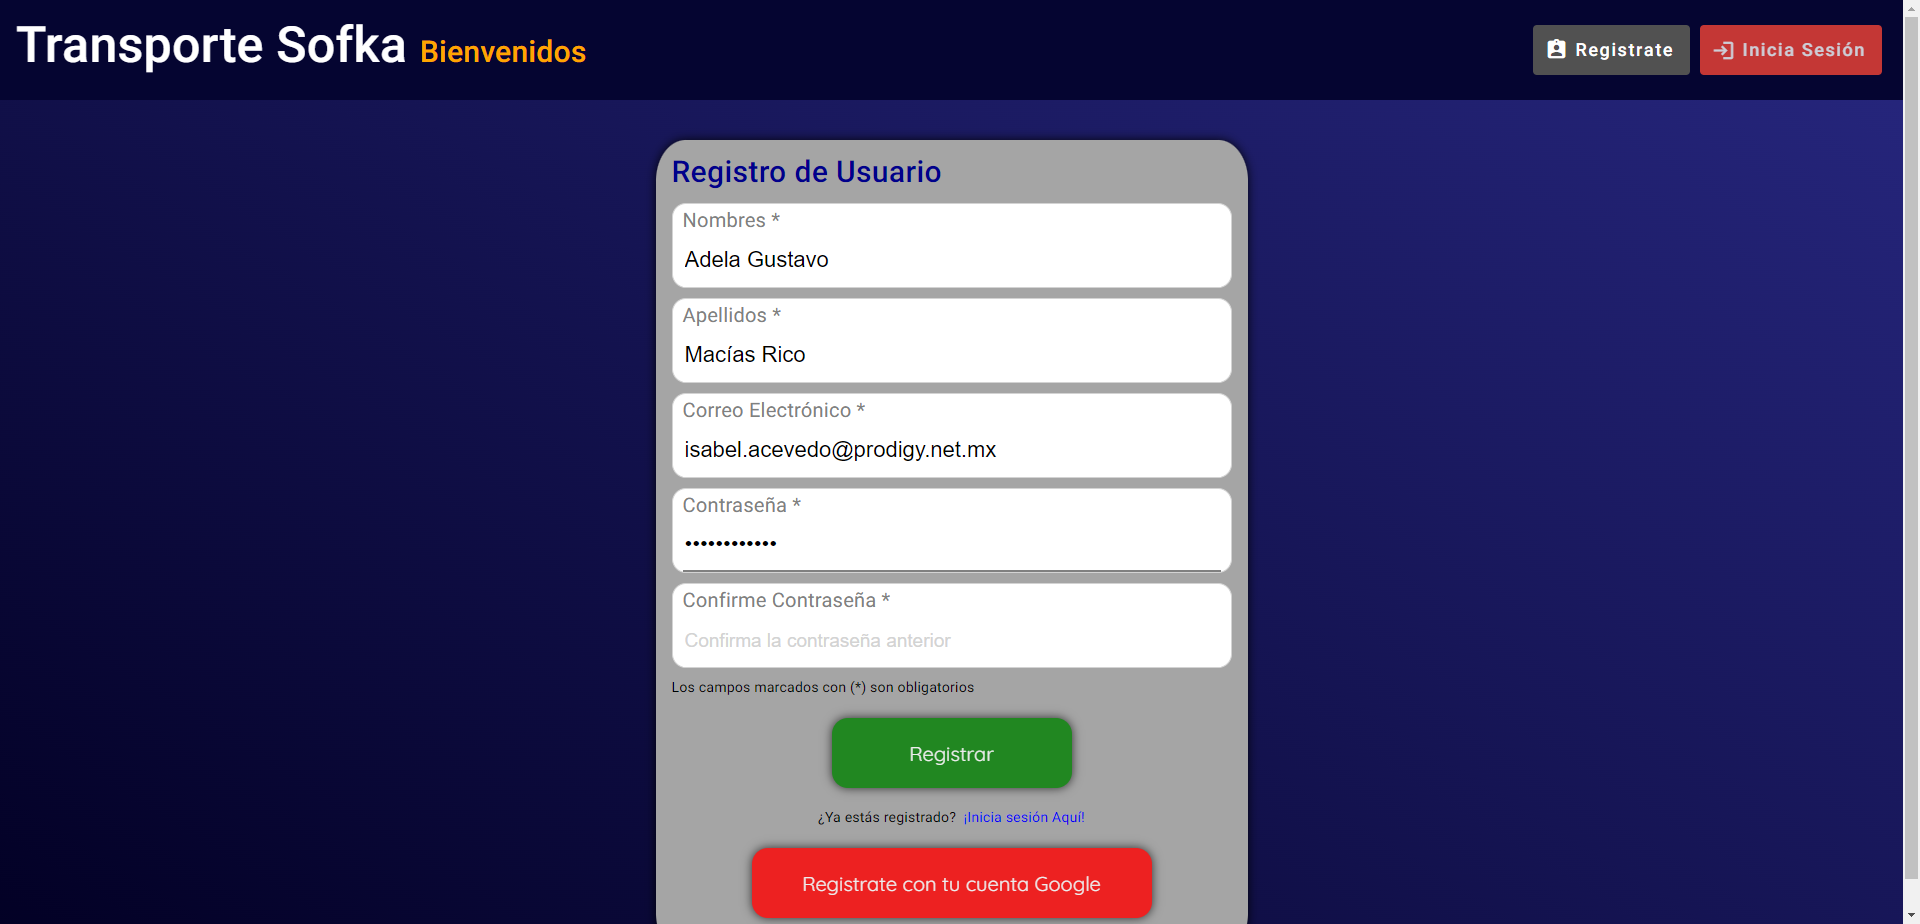 Transporte Sofka Bienvenidos
Registrate
Inicia Sesión
Registro de Usuario
Nombres *
Adela Gustavo
Apellidos *
Macías Rico
Correo Electrónico *
isabel.acevedo@prodigy.net.mx
Contraseña *
••••••••••••
Confirme Contraseña *
Confirma la contraseña anterior
Los campos marcados con (*) son obligatorios
Registrar
¿Ya estás registrado? ¡Inicia sesión Aquí!
Registrate con tu cuenta Google